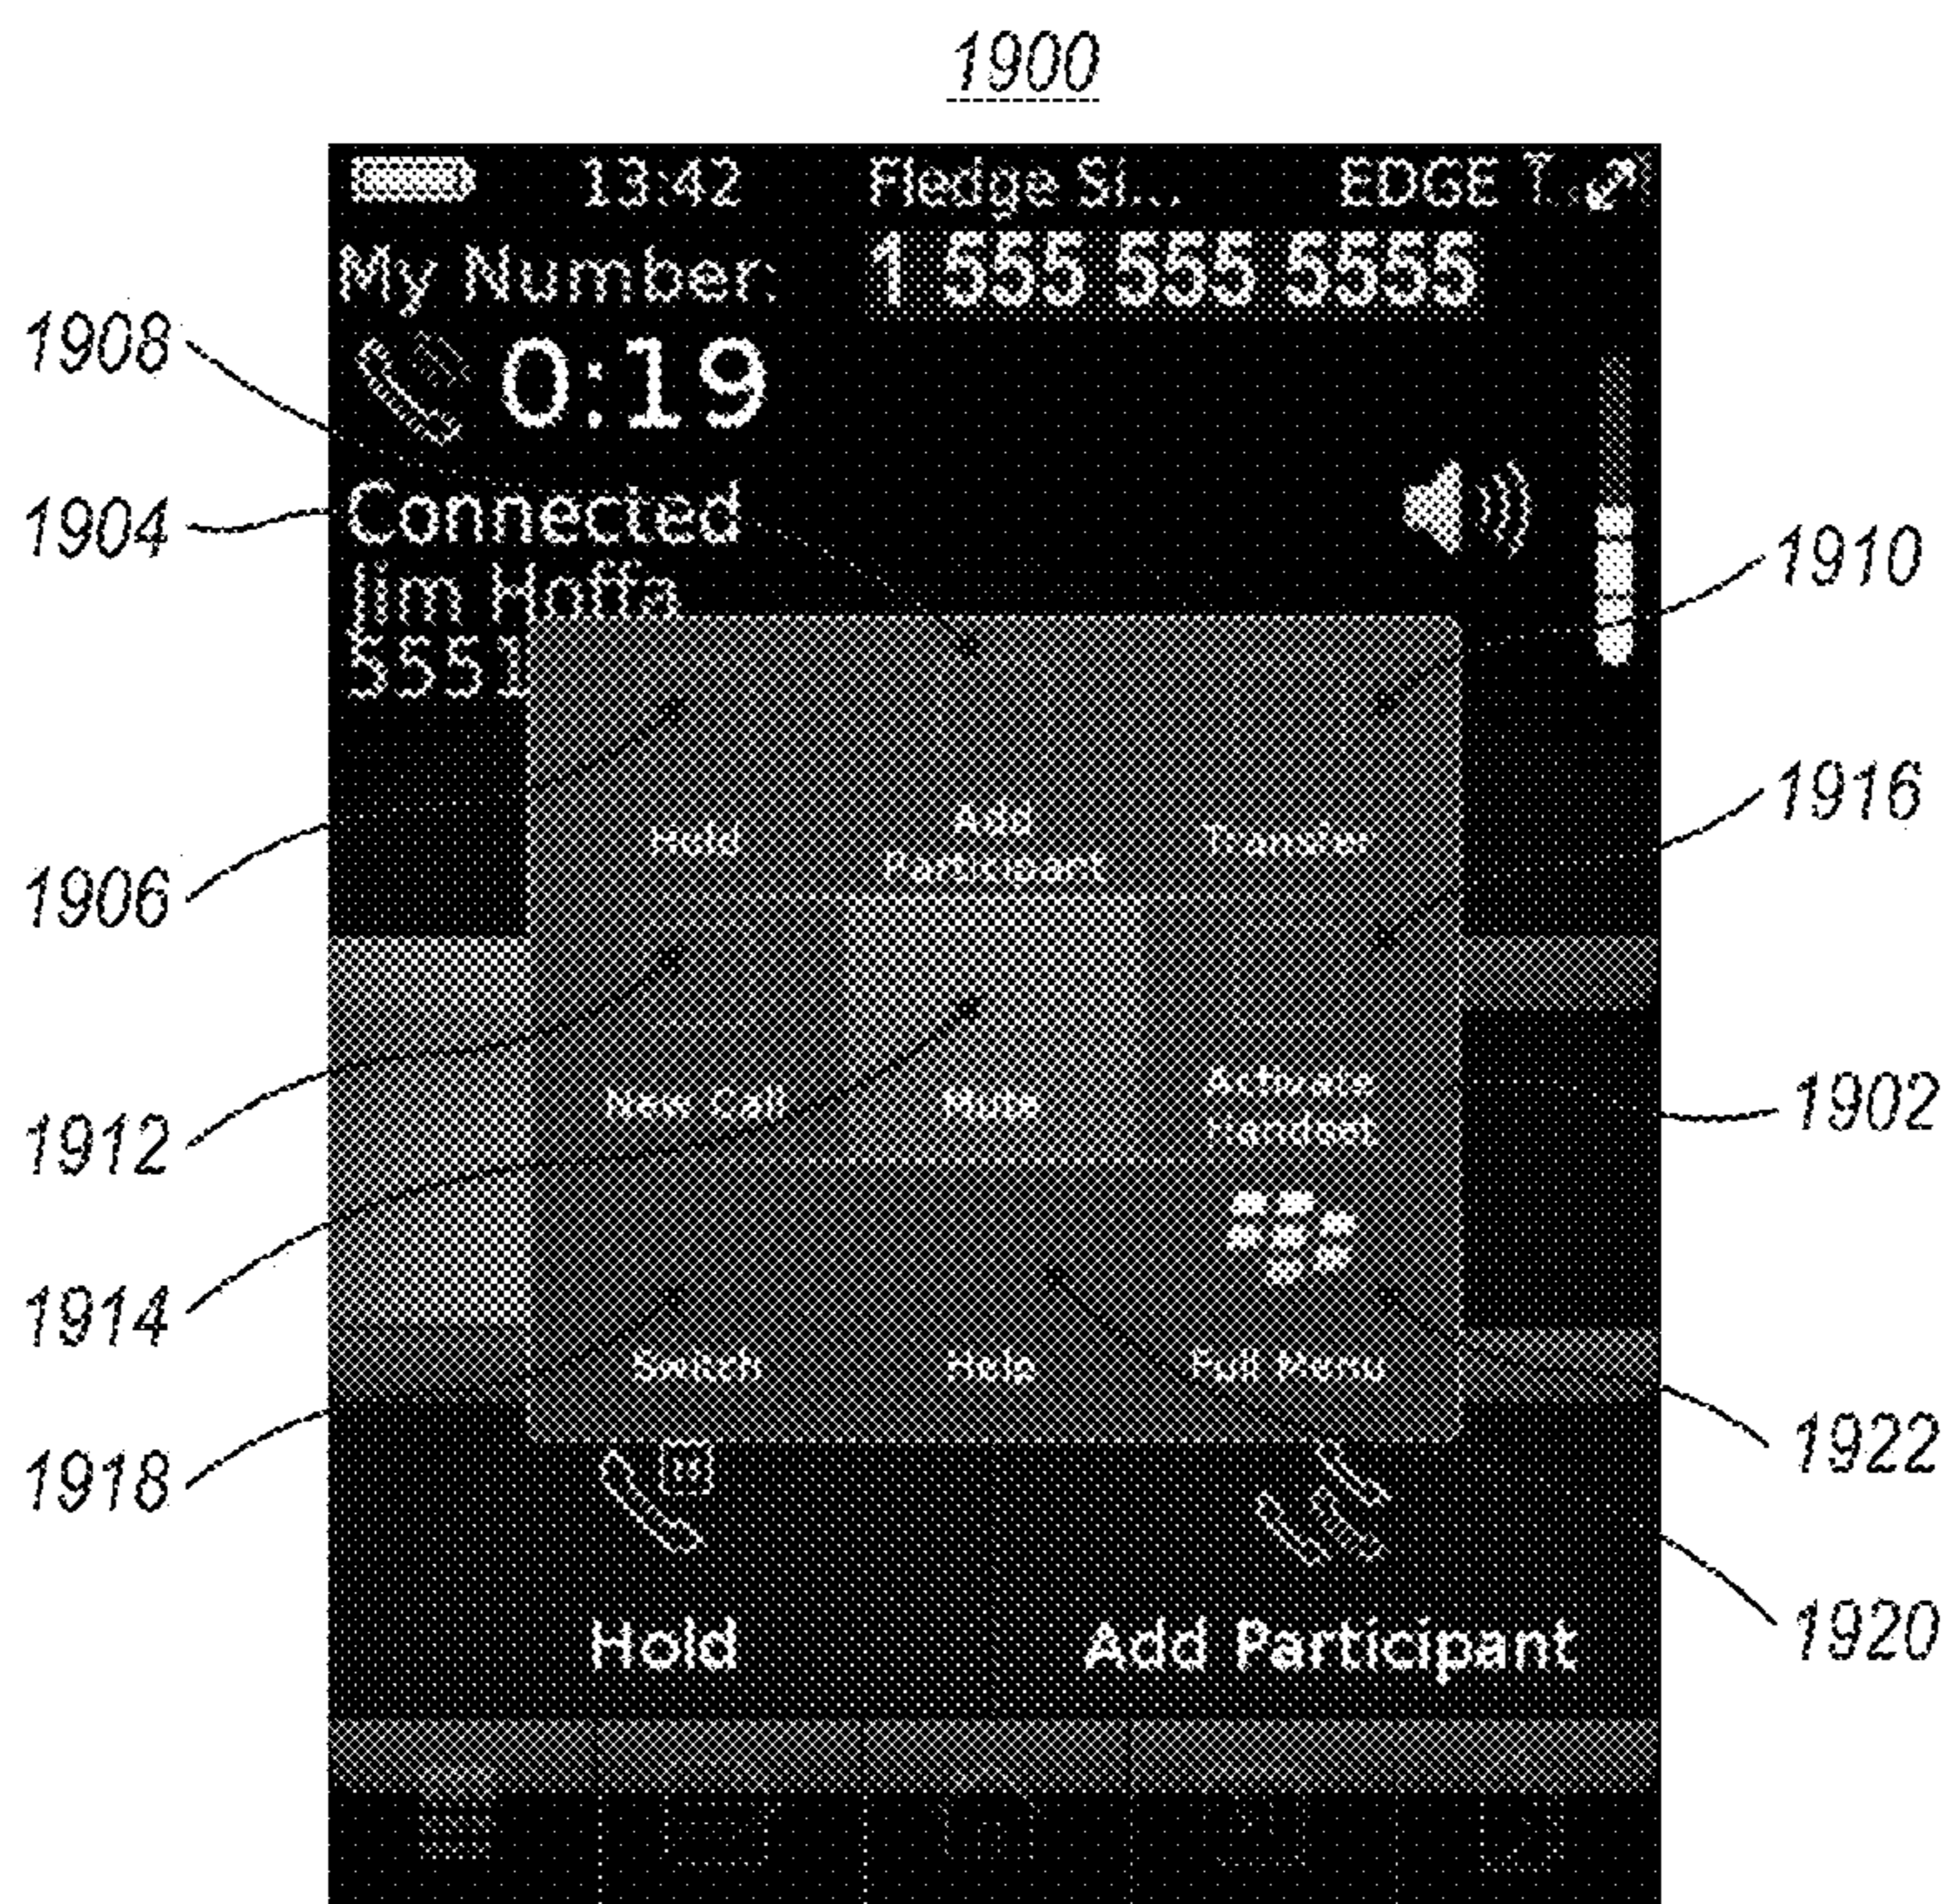 1900
13:42 Fledge Si... EDGE
My Number: 1 555 555 5555
1908
0:19
1904
Connected
1910
Jim Hoffa
5551
1916
Hold
Add
Participant
Transfer
1906
1912
New Call
Mute
Activate
Handset
1902
1914
Switch
Help
Full Menu
1918
1922
Hold
Add Participant
1920